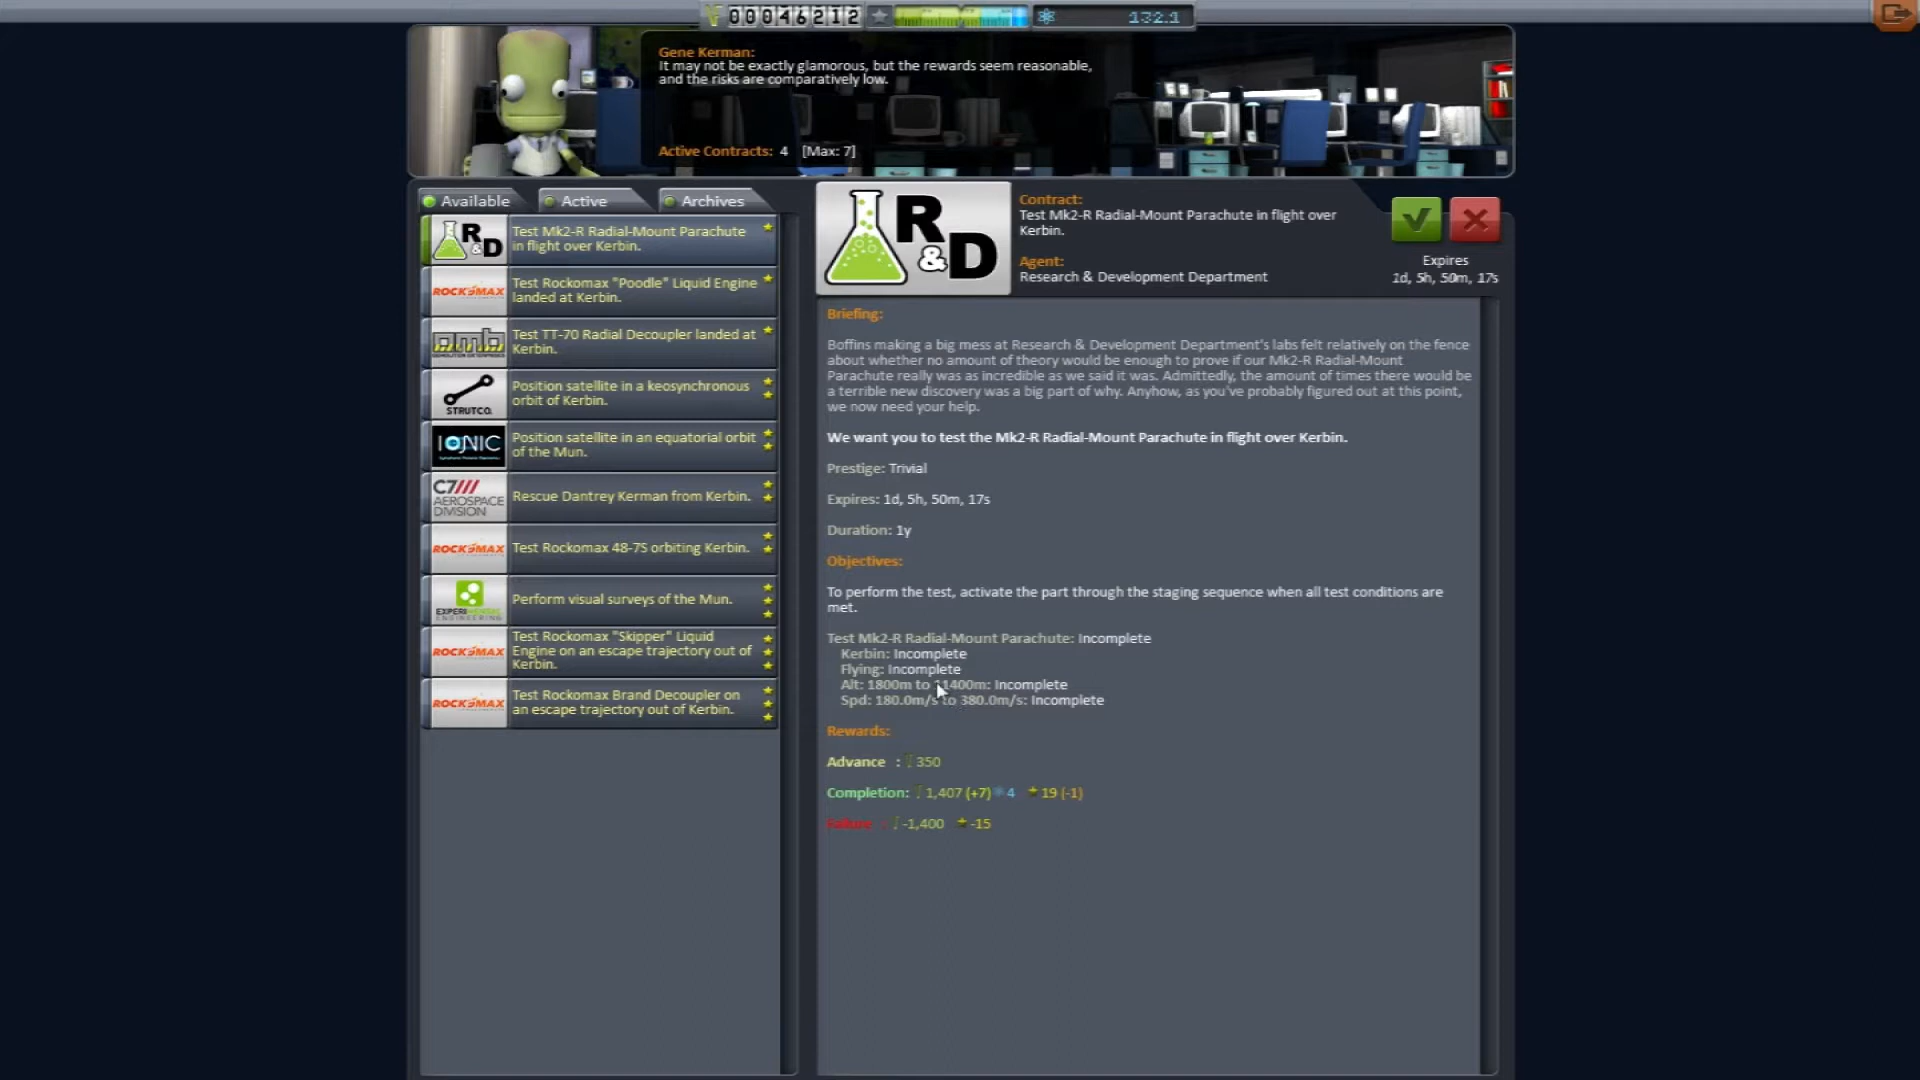 00046212
132.1
Gene Kerman:
It may not be exactly glamorous, but the rewards seem reasonable,
and the risks are comparatively low.
Active Contracts: 4 [Max: 7]
Available
Active
Archives
R&D
Test Mk2-R Radial-Mount Parachute
in flight over Kerbin.
ROCKOMAX
Test Rockomax "Poodle" Liquid Engine
landed at Kerbin.
Test TT-70 Radial Decoupler landed at
Kerbin.
STRUTCO.
Position satellite in a keosynchronous
orbit of Kerbin.
IONIC
Position satellite in an equatorial orbit
of the Mun.
C7///
AEROSPACE
DIVISION
Rescue Dantrey Kerman from Kerbin.
ROCKOMAX
Test Rockomax 48-7S orbiting Kerbin.
EXPERIMENTAL
ENGINEERING
Perform visual surveys of the Mun.
ROCKOMAX
Test Rockomax "Skipper" Liquid
Engine on an escape trajectory out of
Kerbin.
ROCKOMAX
Test Rockomax Brand Decoupler on
an escape trajectory out of Kerbin.
R
&D
Contract:
Test Mk2-R Radial-Mount Parachute in flight over
Kerbin.
Agent:
Research & Development Department
Expires
1d, 5h, 50m, 17s
Briefing:
Boffins making a big mess at Research & Development Department's labs felt relatively on the fence
about whether no amount of theory would be enough to prove if our Mk2-R Radial-Mount
Parachute really was as incredible as we said it was. Admittedly, the amount of times there would be
a terrible new discovery was a big part of why. Anyhow, as you've probably figured out at this point,
we now need your help.
We want you to test the Mk2-R Radial-Mount Parachute in flight over Kerbin.
Prestige: Trivial
Expires: 1d, 5h, 50m, 17s
Duration: 1y
Objectives:
To perform the test, activate the part through the staging sequence when all test conditions are
met.
Test Mk2-R Radial-Mount Parachute: Incomplete
Kerbin: Incomplete
Flying: Incomplete
Alt: 1800m to 11400m: Incomplete
Spd: 180.0m/s to 380.0m/s: Incomplete
Rewards:
Advance : 350
Completion: 1,407 (+7) 4 19 (-1)
Failure : -1,400 -15